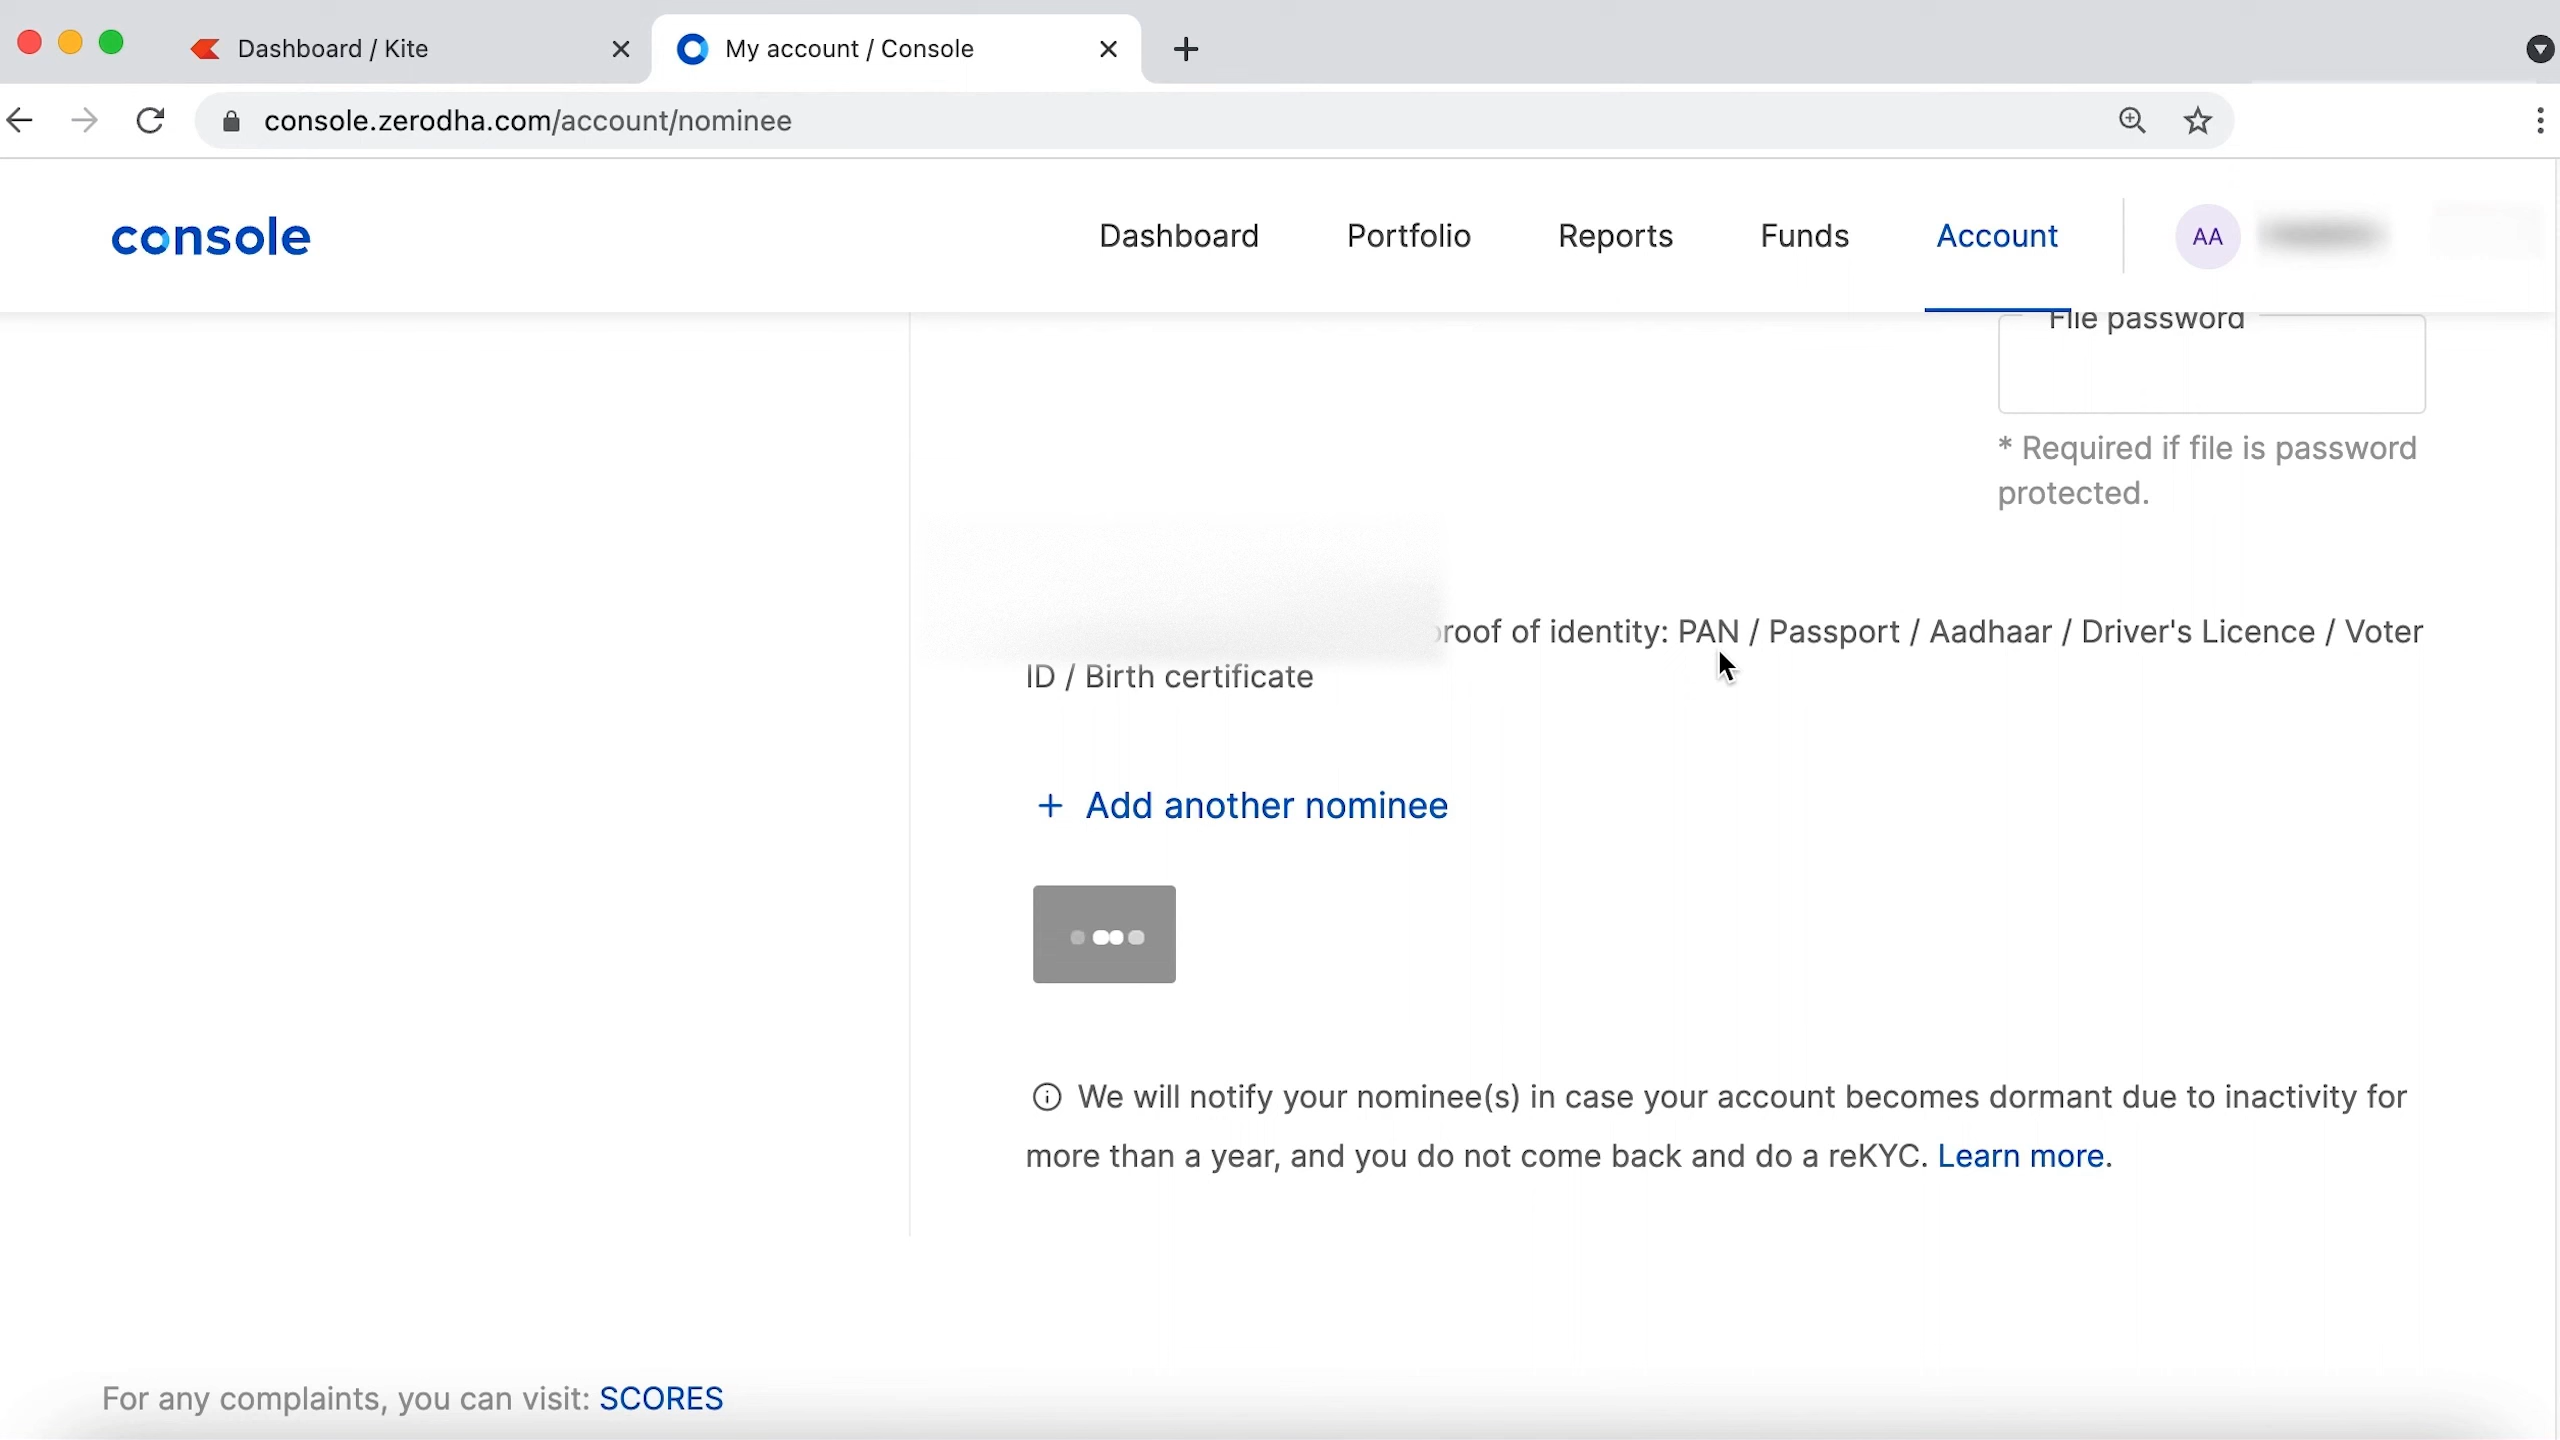 Dashboard / Kite
My account / Console
console.zerodha.com/account/nominee
console
Dashboard
Portfolio
Reports
Funds
Account
AA
File password
* Required if file is password
protected.
of identity: PAN / Passport / Aadhaar / Driver's Licence / Voter
ID / Birth certificate
+ Add another nominee
We will notify your nominee(s) in case your account becomes dormant due to inactivity for
more than a year, and you do not come back and do a reKYC. Learn more.
For any complaints, you can visit: SCORES